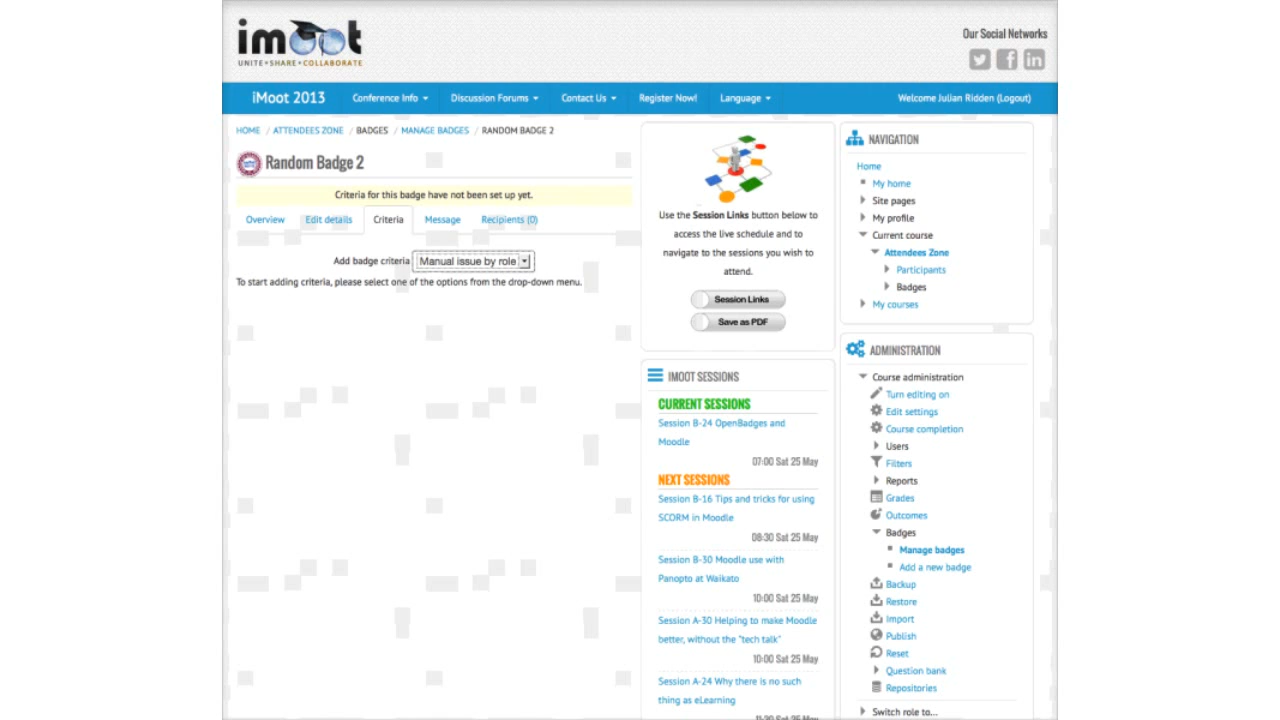 imoot
UNITE•SHARE•COLLABORATE
Our Social Networks
iMoot 2013
Conference Info
Discussion Forums
Contact Us
Register Now!
Language
Welcome Julian Ridden (Logout)
HOME / ATTENDEES ZONE / BADGES / MANAGE BADGES / RANDOM BADGE 2
Random Badge 2
Criteria for this badge have not been set up yet.
Overview
Edit details
Criteria
Message
Recipients (0)
Add badge criteria Manual issue by role
To start adding criteria, please select one of the options from the drop-down menu.
Use the Session Links button below to
access the live schedule and to
navigate to the sessions you wish to
attend.
Session Links
Save as PDF
IMOOT SESSIONS
CURRENT SESSIONS
Session B-24 OpenBadges and
Moodle
07:00 Sat 25 May
NEXT SESSIONS
Session B-16 Tips and tricks for using
SCORM in Moodle
08:30 Sat 25 May
Session B-30 Moodle use with
Panopto at Waikato
10:00 Sat 25 May
Session A-30 Helping to make Moodle
better, without the "tech talk"
10:00 Sat 25 May
Session A-24 Why there is no such
thing as eLearning
11:30 Sat 25 May
NAVIGATION
Home
My home
Site pages
My profile
Current course
Attendees Zone
Participants
Badges
My courses
ADMINISTRATION
Course administration
Turn editing on
Edit settings
Course completion
Users
Filters
Reports
Grades
Outcomes
Badges
Manage badges
Add a new badge
Backup
Restore
Import
Publish
Reset
Question bank
Repositories
Switch role to...